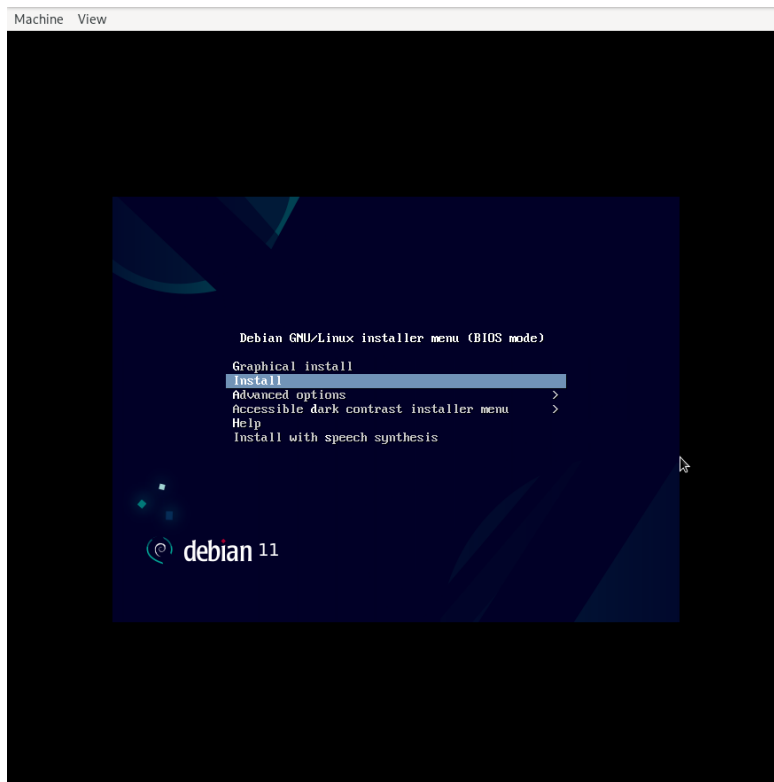 Machine View
Debian GNU/Linux installer menu (BIOS mode)
Graphical install
Install
Advanced options >
Accessible dark contrast installer menu >
Help
Install with speech synthesis
debian 11